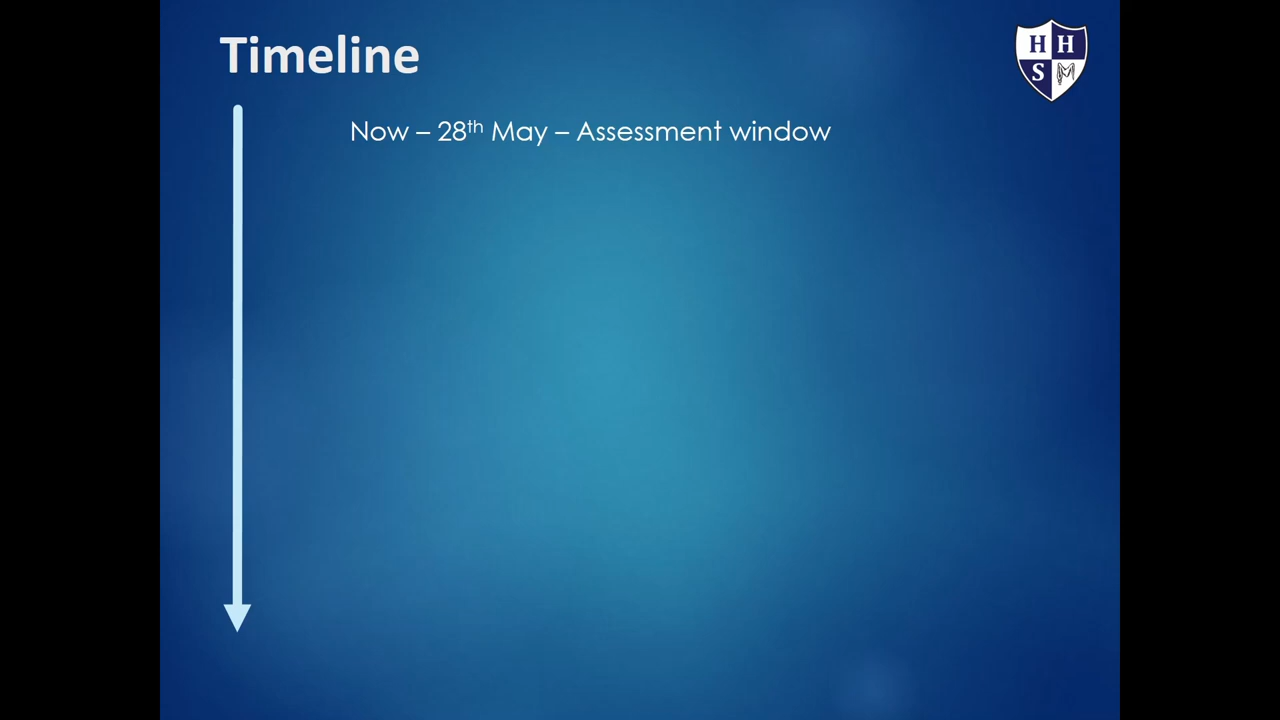 Timeline
H H
S M
Now – 28th May – Assessment window